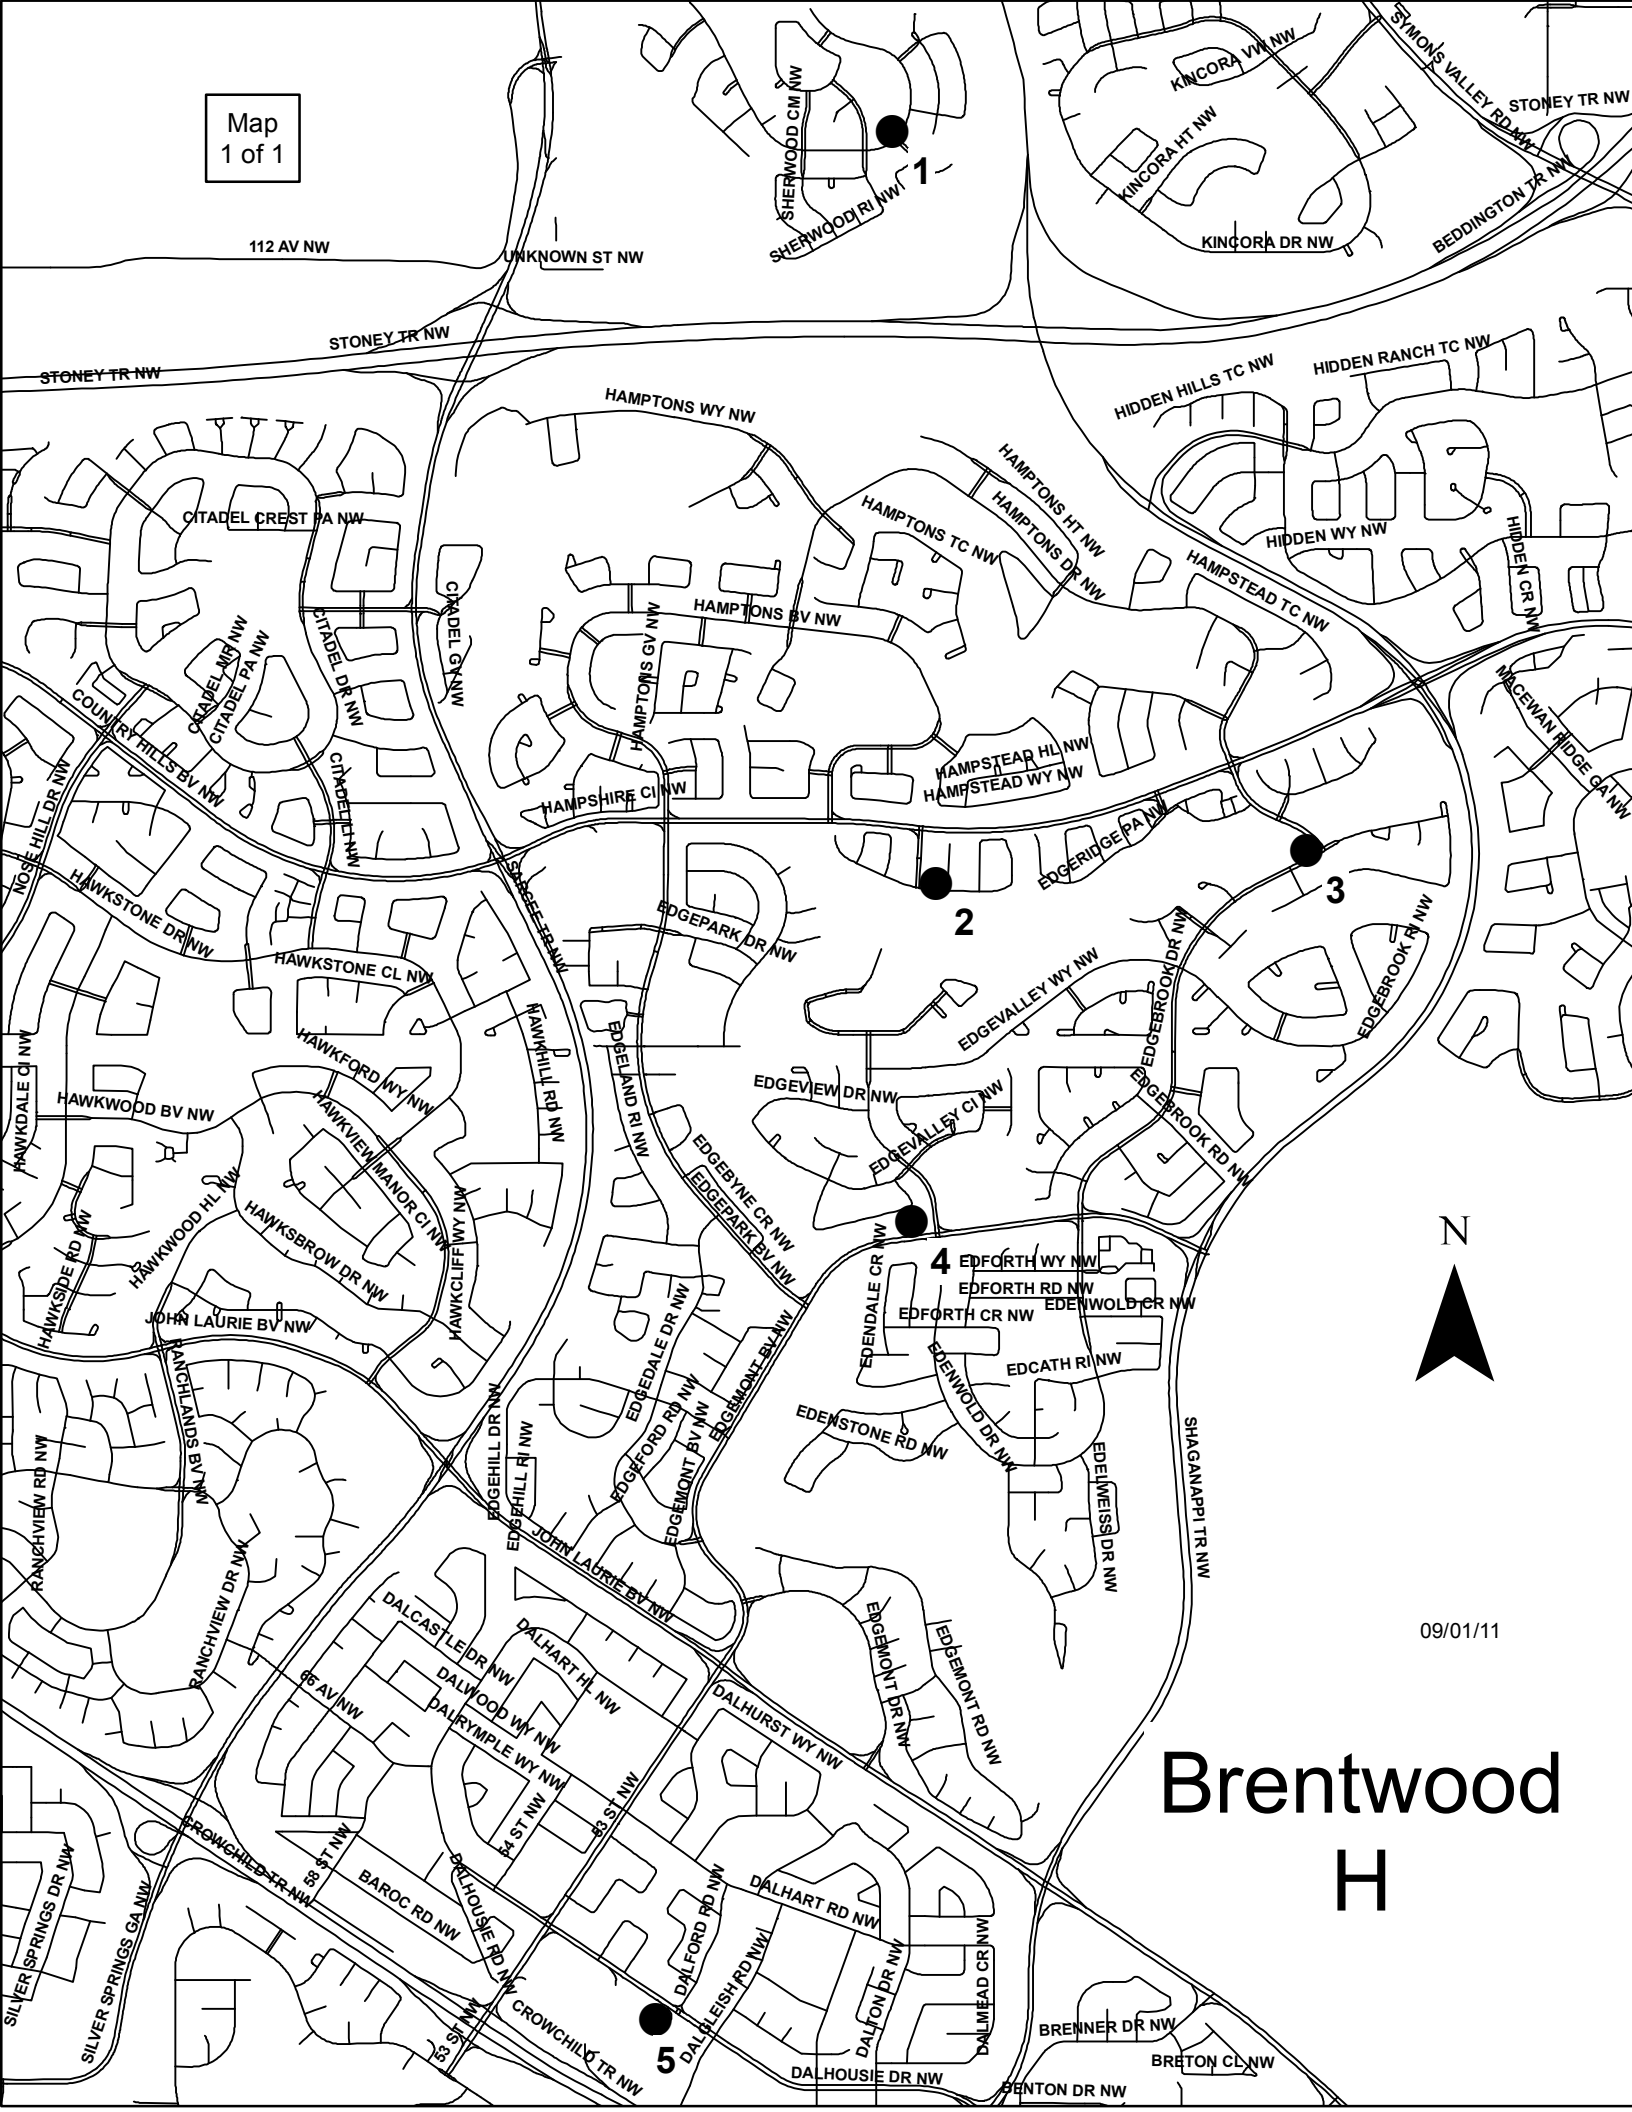 SYMONS VALLEY RD NW
KINCORA VW NW
SHERWOOD CM NW
STONEY TR NW
Map
1 of 1
KINCORA HT NW
1
BEDDINGTON TR NW
SHERWOOD RI NW
112 AV NW
UNKNOWN ST NW
KINCORA DR NW
STONEY TR NW
STONEY TR NW
HIDDEN RANCH TC NW
HIDDEN HILLS TC NW
HAMPTONS WY NW
HAMPTONS HT NW
HAMPTONS DR NW
CITADEL CREST PA NW
HAMPTONS TC NW
HIDDEN WY NW
HIDDEN CR NW
HAMPSTEAD TC NW
CITADEL GV NW
HAMPTONS BV NW
HAMPTONS GV NW
CITADEL MR NW
CITADEL PA NW
CITADEL DR NW
MACEWAN RIDGE GA NW
COUNTRY HILLS BV NW
HAMPSTEAD HL NW
HAMPSTEAD WY NW
NOSE HILL DR NW
CITADEL LI NW
HAMPSHIRE CI NW
EDGERIDGE PA NW
3
2
SARCEE TR NW
HAWKSTONE DR NW
EDGEPARK DR NW
HAWKSTONE CL NW
EDGEBROOK DR NW
EDGEBROOK RI NW
EDGEVALLEY WY NW
HAWKDALE CI NW
HAWKFORD WY NW
HAWKHILL RD NW
EDGELAND RI NW
EDGEVIEW DR NW
HAWKWOOD BV NW
HAWKVIEW MANOR CI NW
EDGEVALLEY CI NW
EDGEBROOK RD NW
EDGEBYNE CR NW
EDGEPARK BV NW
HAWKWOOD HL NW
HAWKSIDE RD NW
HAWKSBROW DR NW
HAWKCLIFF WY NW
N
4
EDFORTH WY NW
EDFORTH RD NW
EDENWOLD CR NW
EDFORTH CR NW
EDENDALE CR NW
JOHN LAURIE BV NW
RANCHLANDS BV NW
EDGEDALE DR NW
EDGEMONT BV NW
EDCATH RI NW
EDENWOLD DR NW
EDGEHILL DR NW
EDGEHILL RI NW
EDGEFORD RD NW
EDGEMONT BV NW
EDENSTONE RD NW
EDELWEISS DR NW
SHAGANAPPI TR NW
RANCHVIEW RD NW
JOHN LAURIE BV NW
RANCHVIEW DR NW
DALCASTLE DR NW
DALHART HL NW
EDGEMONT DR NW
EDGEMONT RD NW
09/01/11
66 AV NW
DALWOOD WY NW
DALRYMPLE WY NW
DALHURST WY NW
Brentwood
H
54 ST NW
53 ST NW
CROWCHILD TR NW
58 ST NW
BAROC RD NW
DALHOUSIE RD NW
DALFORD RD NW
DALHART RD NW
SILVER SPRINGS DR NW
SILVER SPRINGS GA NW
DALGLEISH RD NW
DALTON DR NW
DALMEAD CR NW
53 ST NW
CROWCHILD TR NW
5
BRENNER DR NW
BRETON CL NW
DALHOUSIE DR NW
BENTON DR NW